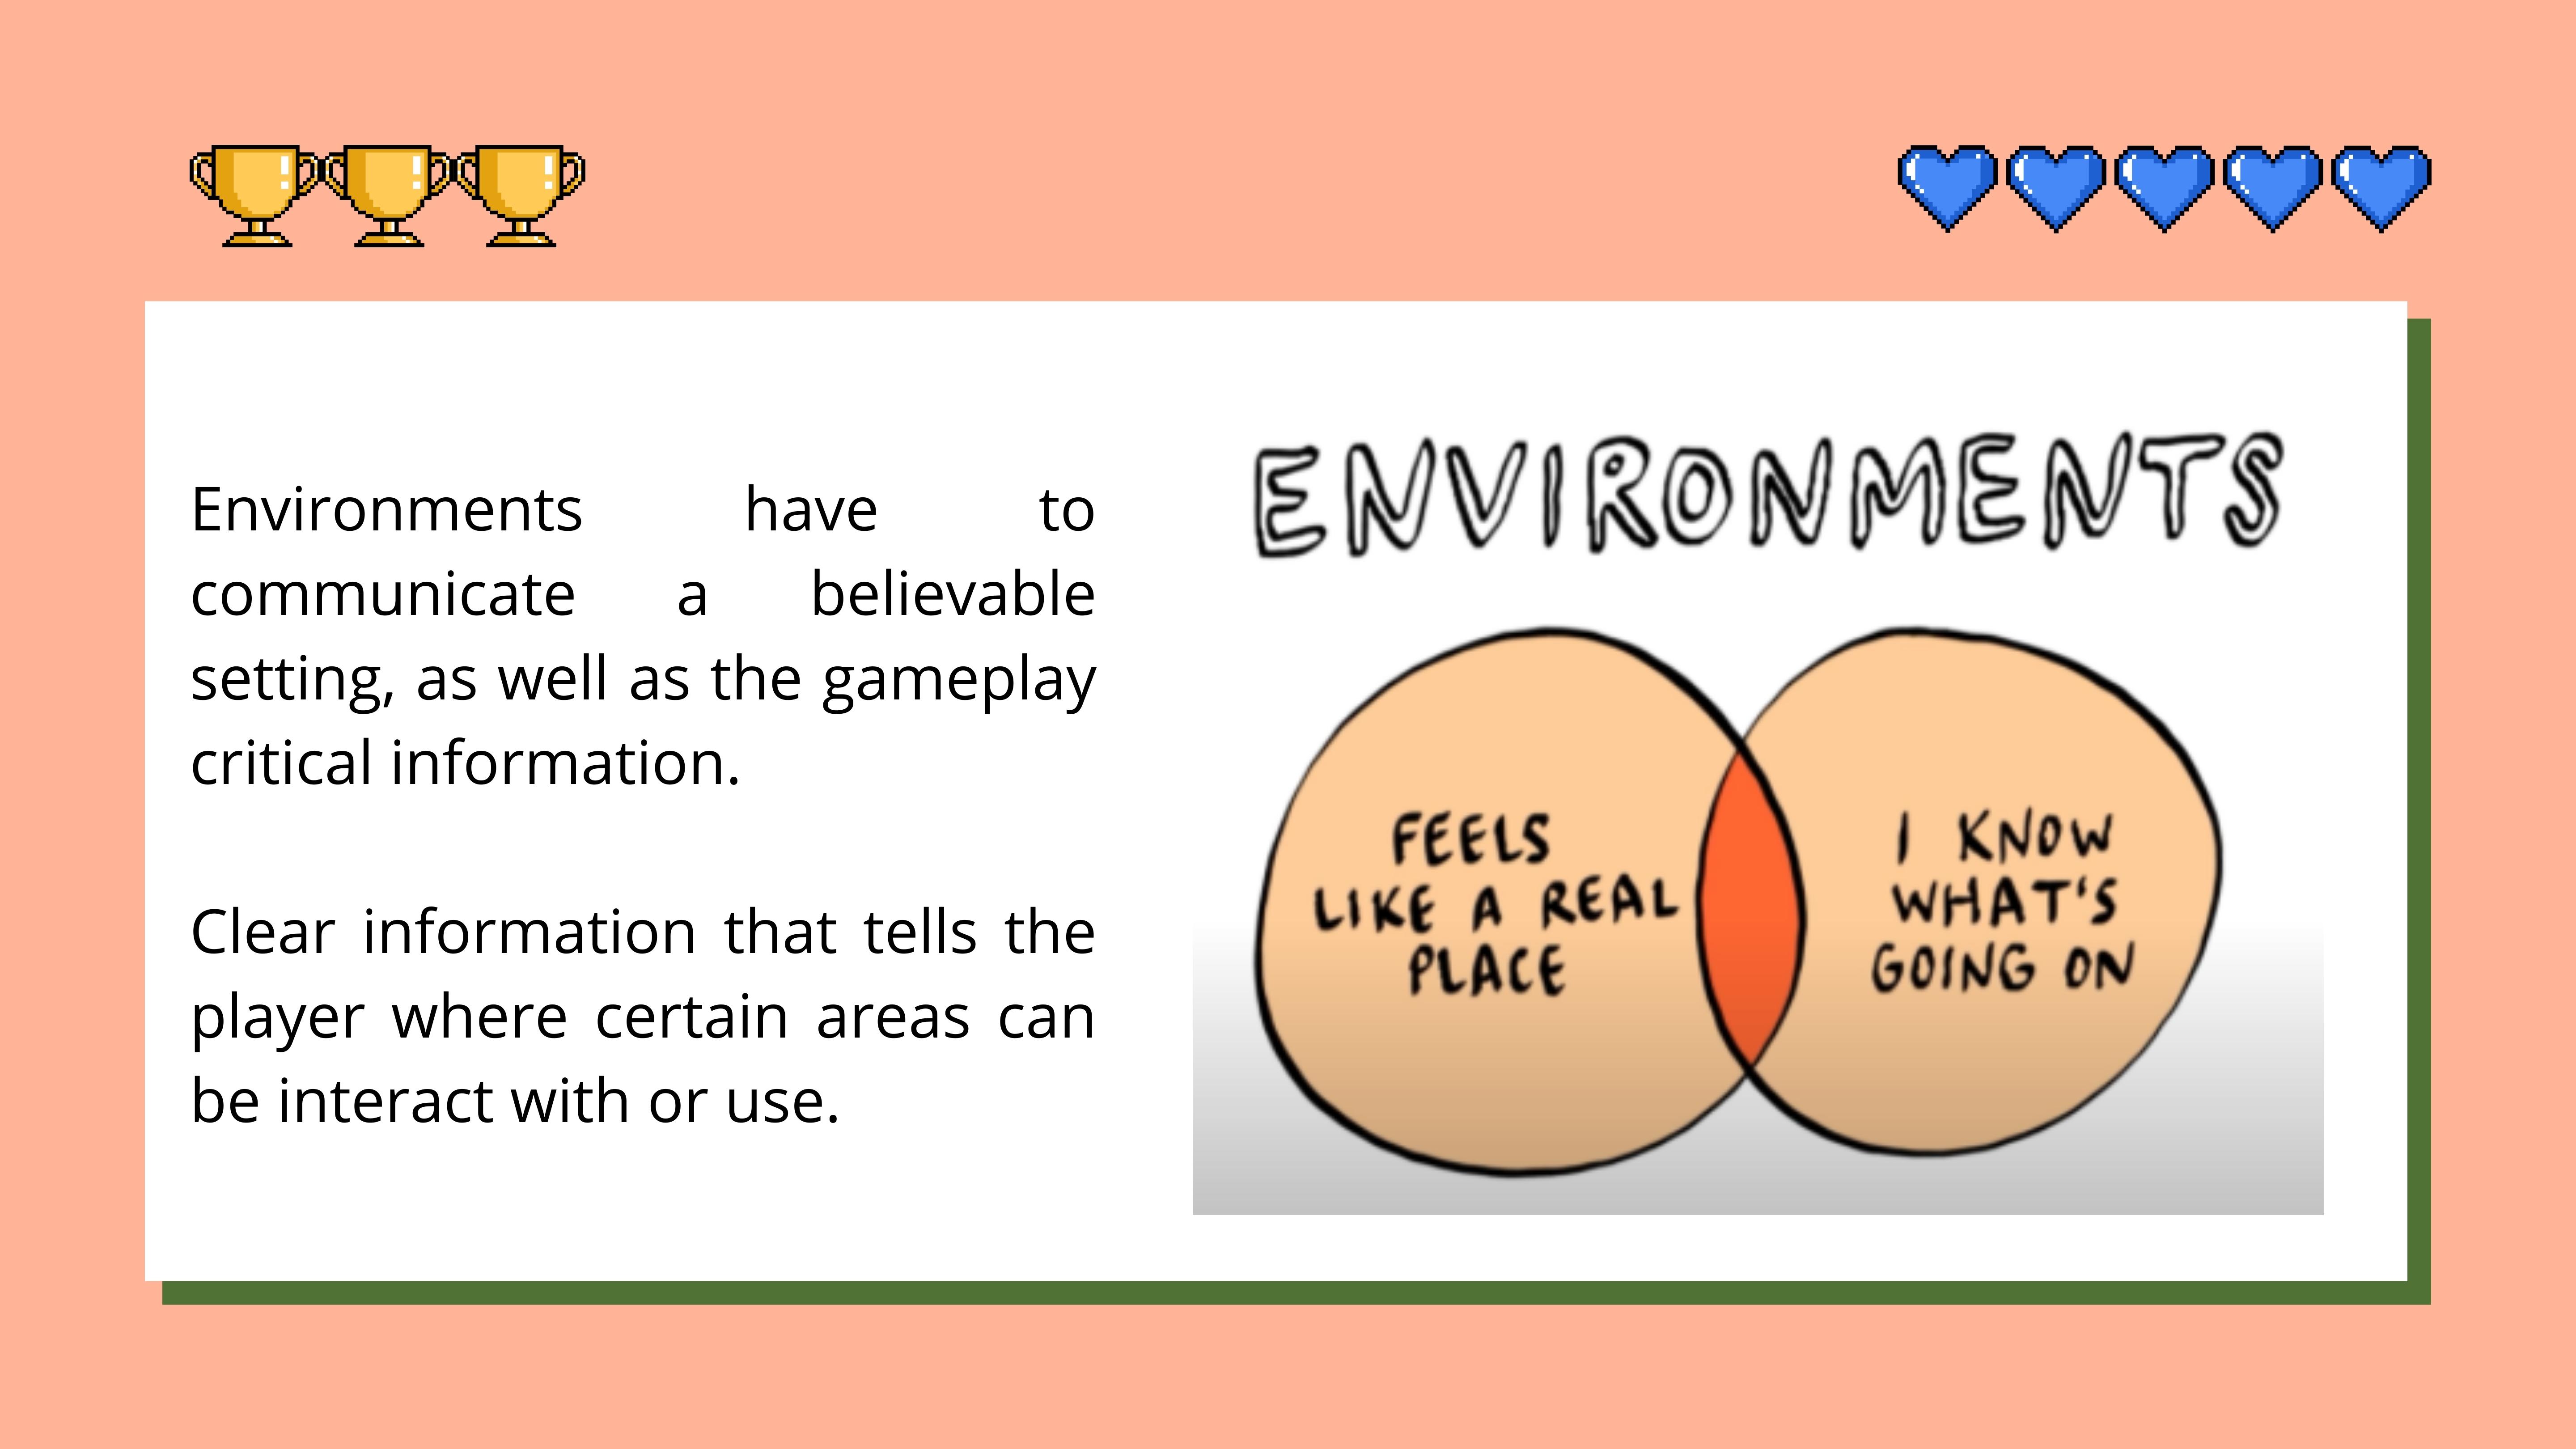 Environments have to
communicate a believable
setting, as well as the gameplay
critical information.
Clear information that tells the
player where certain areas can
be interact with or use.
ENVIRONMENTS
FEELS
LIKE A REAL
PLACE
I KNOW
WHAT'S
GOING ON